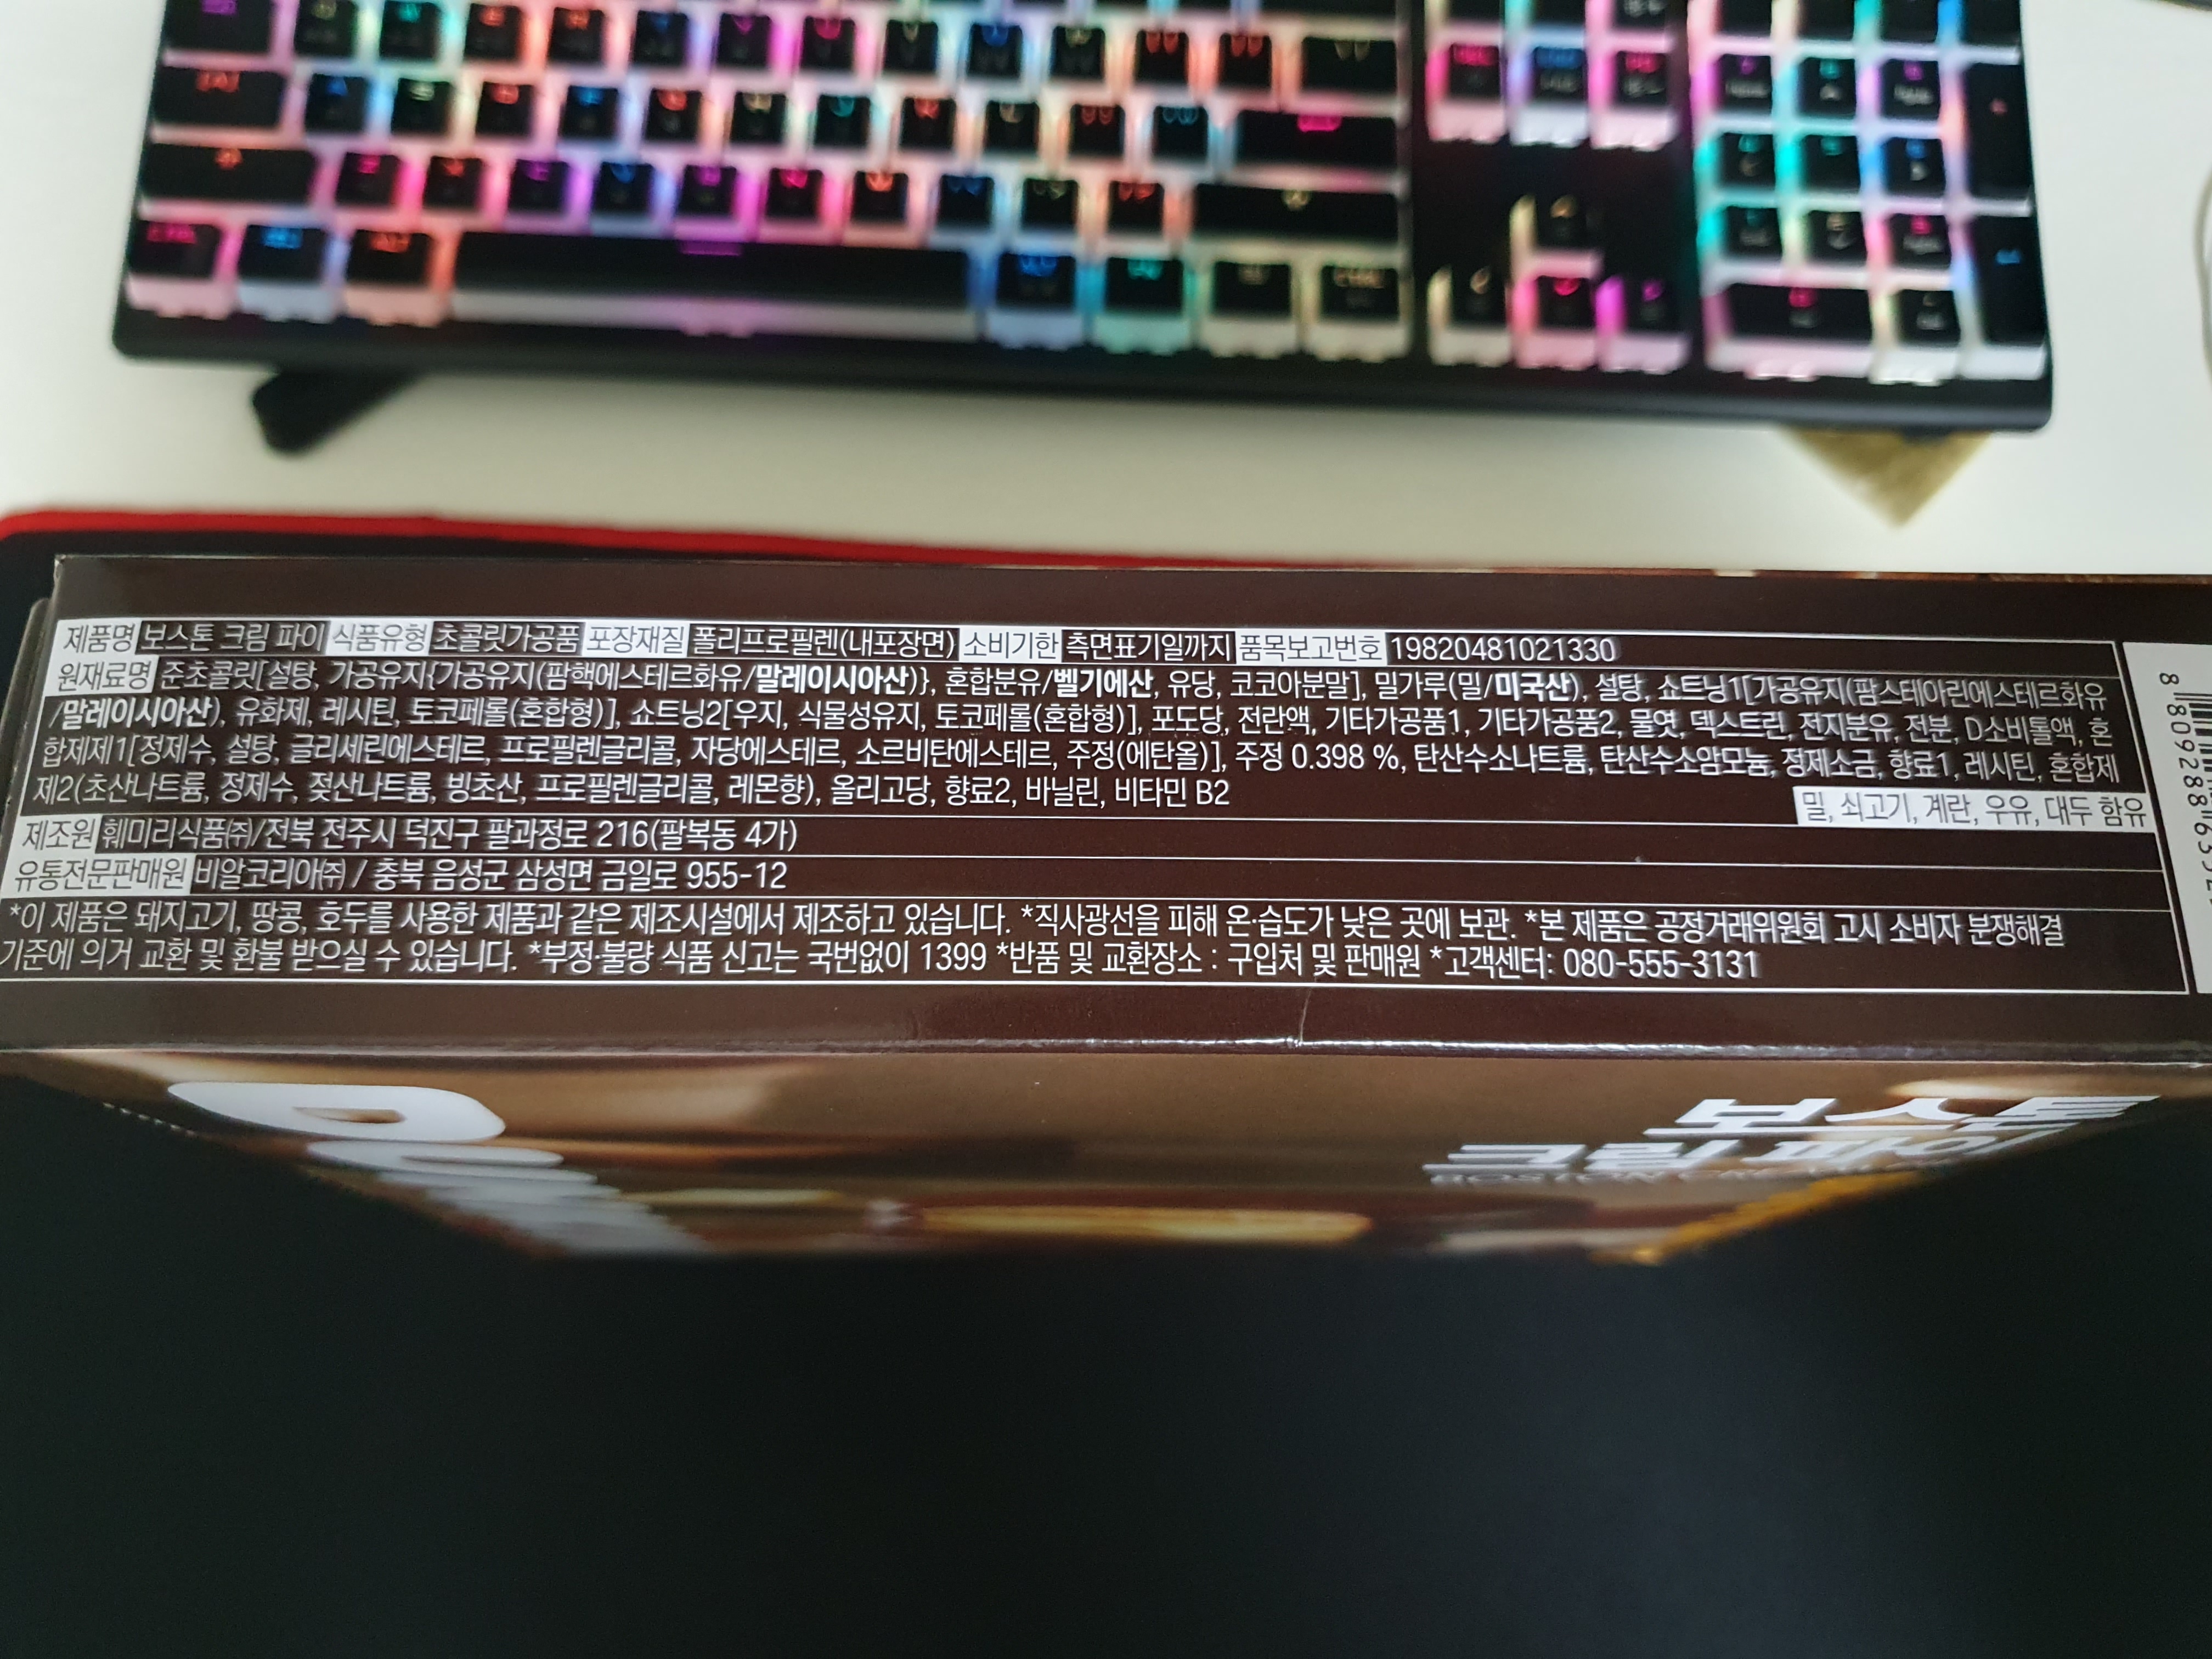 제품명 보스톤 크림 파이 식품유형 초콜릿가공품 포장재질 폴리프로필렌(내포장면) 소비기한 측면표기일까지 품목보고번호 19820481021330
원재료명 준초콜릿[설탕, 가공유지{가공유지(팜핵에스테르화유/말레이시아산)}, 혼합분유/벨기에산, 유당, 코코아분말], 밀가루(밀/미국산), 설탕, 쇼트닝1[가공유지(팜스테아린에스테르화유
/말레이시아산), 유화제, 레시틴, 토코페롤(혼합형)], 쇼트닝2[우지, 식물성유지, 토코페롤(혼합형)], 포도당, 전란액, 기타가공품1, 기타가공품2, 물엿, 덱스트린, 전지분유, 전분, D소비톨액, 혼
합제제1[정제수, 설탕, 글리세린에스테르, 프로필렌글리콜, 자당에스테르, 소르비탄에스테르, 주정(에탄올)], 주정 0.398 %, 탄산수소나트륨, 탄산수소암모늄, 정제소금, 향료1, 레시틴, 혼합제
제2(초산나트륨, 정제수, 젖산나트륨, 빙초산, 프로필렌글리콜, 레몬향), 올리고당, 향료2, 바닐린, 비타민 B2
밀, 쇠고기, 계란, 우유, 대두 함유
제조원 훼미리식품㈜/전북 전주시 덕진구 팔과정로 216(팔복동 4가)
유통전문판매원 비알코리아㈜ / 충북 음성군 삼성면 금일로 955-12
*이 제품은 돼지고기, 땅콩, 호두를 사용한 제품과 같은 제조시설에서 제조하고 있습니다. *직사광선을 피해 온·습도가 낮은 곳에 보관. *본 제품은 공정거래위원회 고시 소비자 분쟁해결
기준에 의거 교환 및 환불 받으실 수 있습니다. *부정·불량 식품 신고는 국번없이 1399 *반품 및 교환장소 : 구입처 및 판매원 *고객센터: 080-555-3131
보스톤
크림 파이